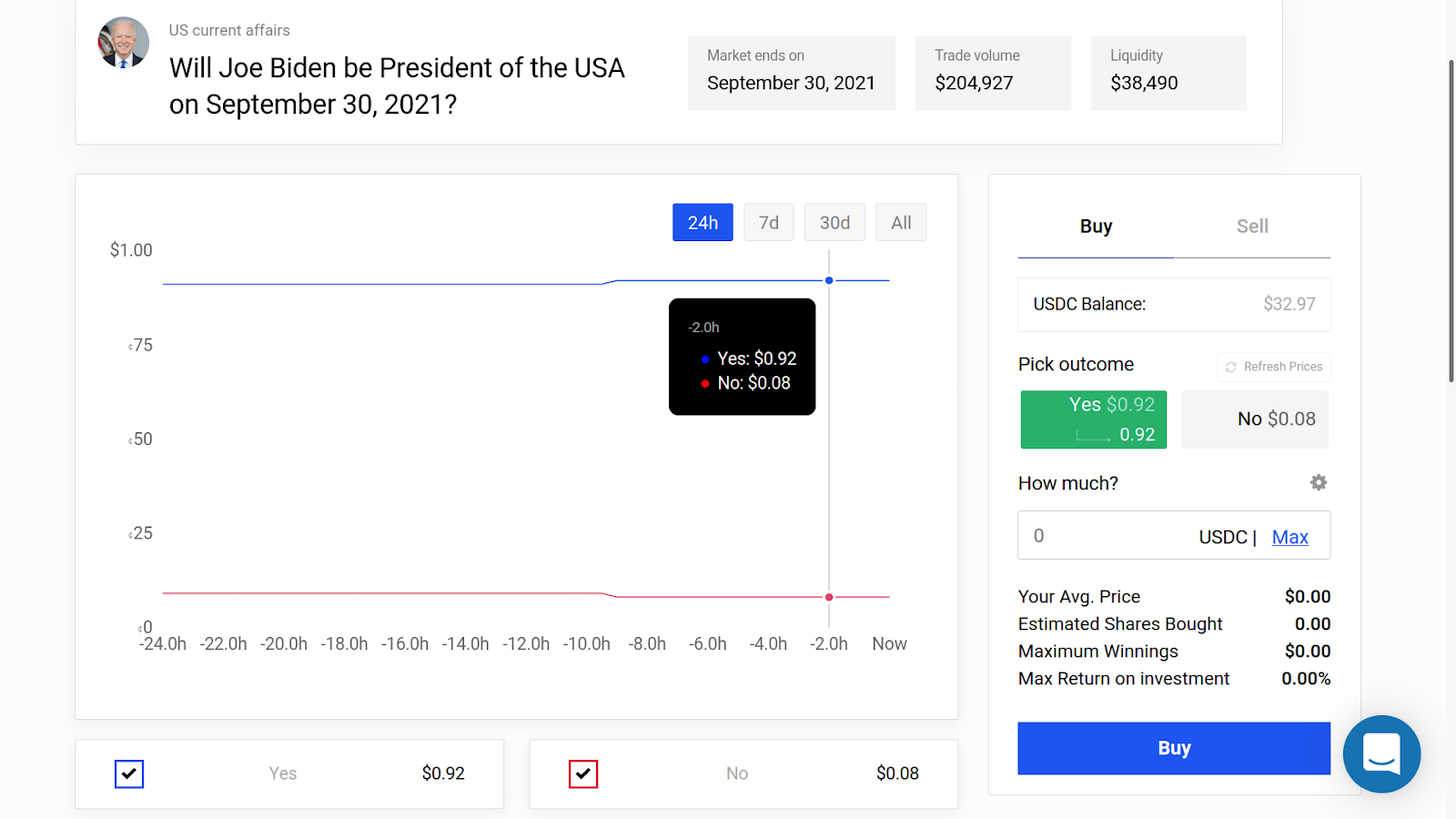 US current affairs
Will Joe Biden be President of the USA
on September 30, 2021?
Market ends on
September 30, 2021
Trade volume
$204,927
Liquidity
$38,490
24h
7d
30d
All
$1.00
¢75
¢50
¢25
¢0
-2.0h
Yes: $0.92
No: $0.08
-24.0h -22.0h -20.0h -18.0h -16.0h -14.0h -12.0h -10.0h -8.0h -6.0h -4.0h -2.0h Now
Yes $0.92
No $0.08
Buy Sell
USDC Balance: $32.97
Pick outcome Refresh Prices
Yes $0.92
0.92
No $0.08
How much?
0 USDC | Max
Your Avg. Price $0.00
Estimated Shares Bought 0.00
Maximum Winnings $0.00
Max Return on investment 0.00%
Buy